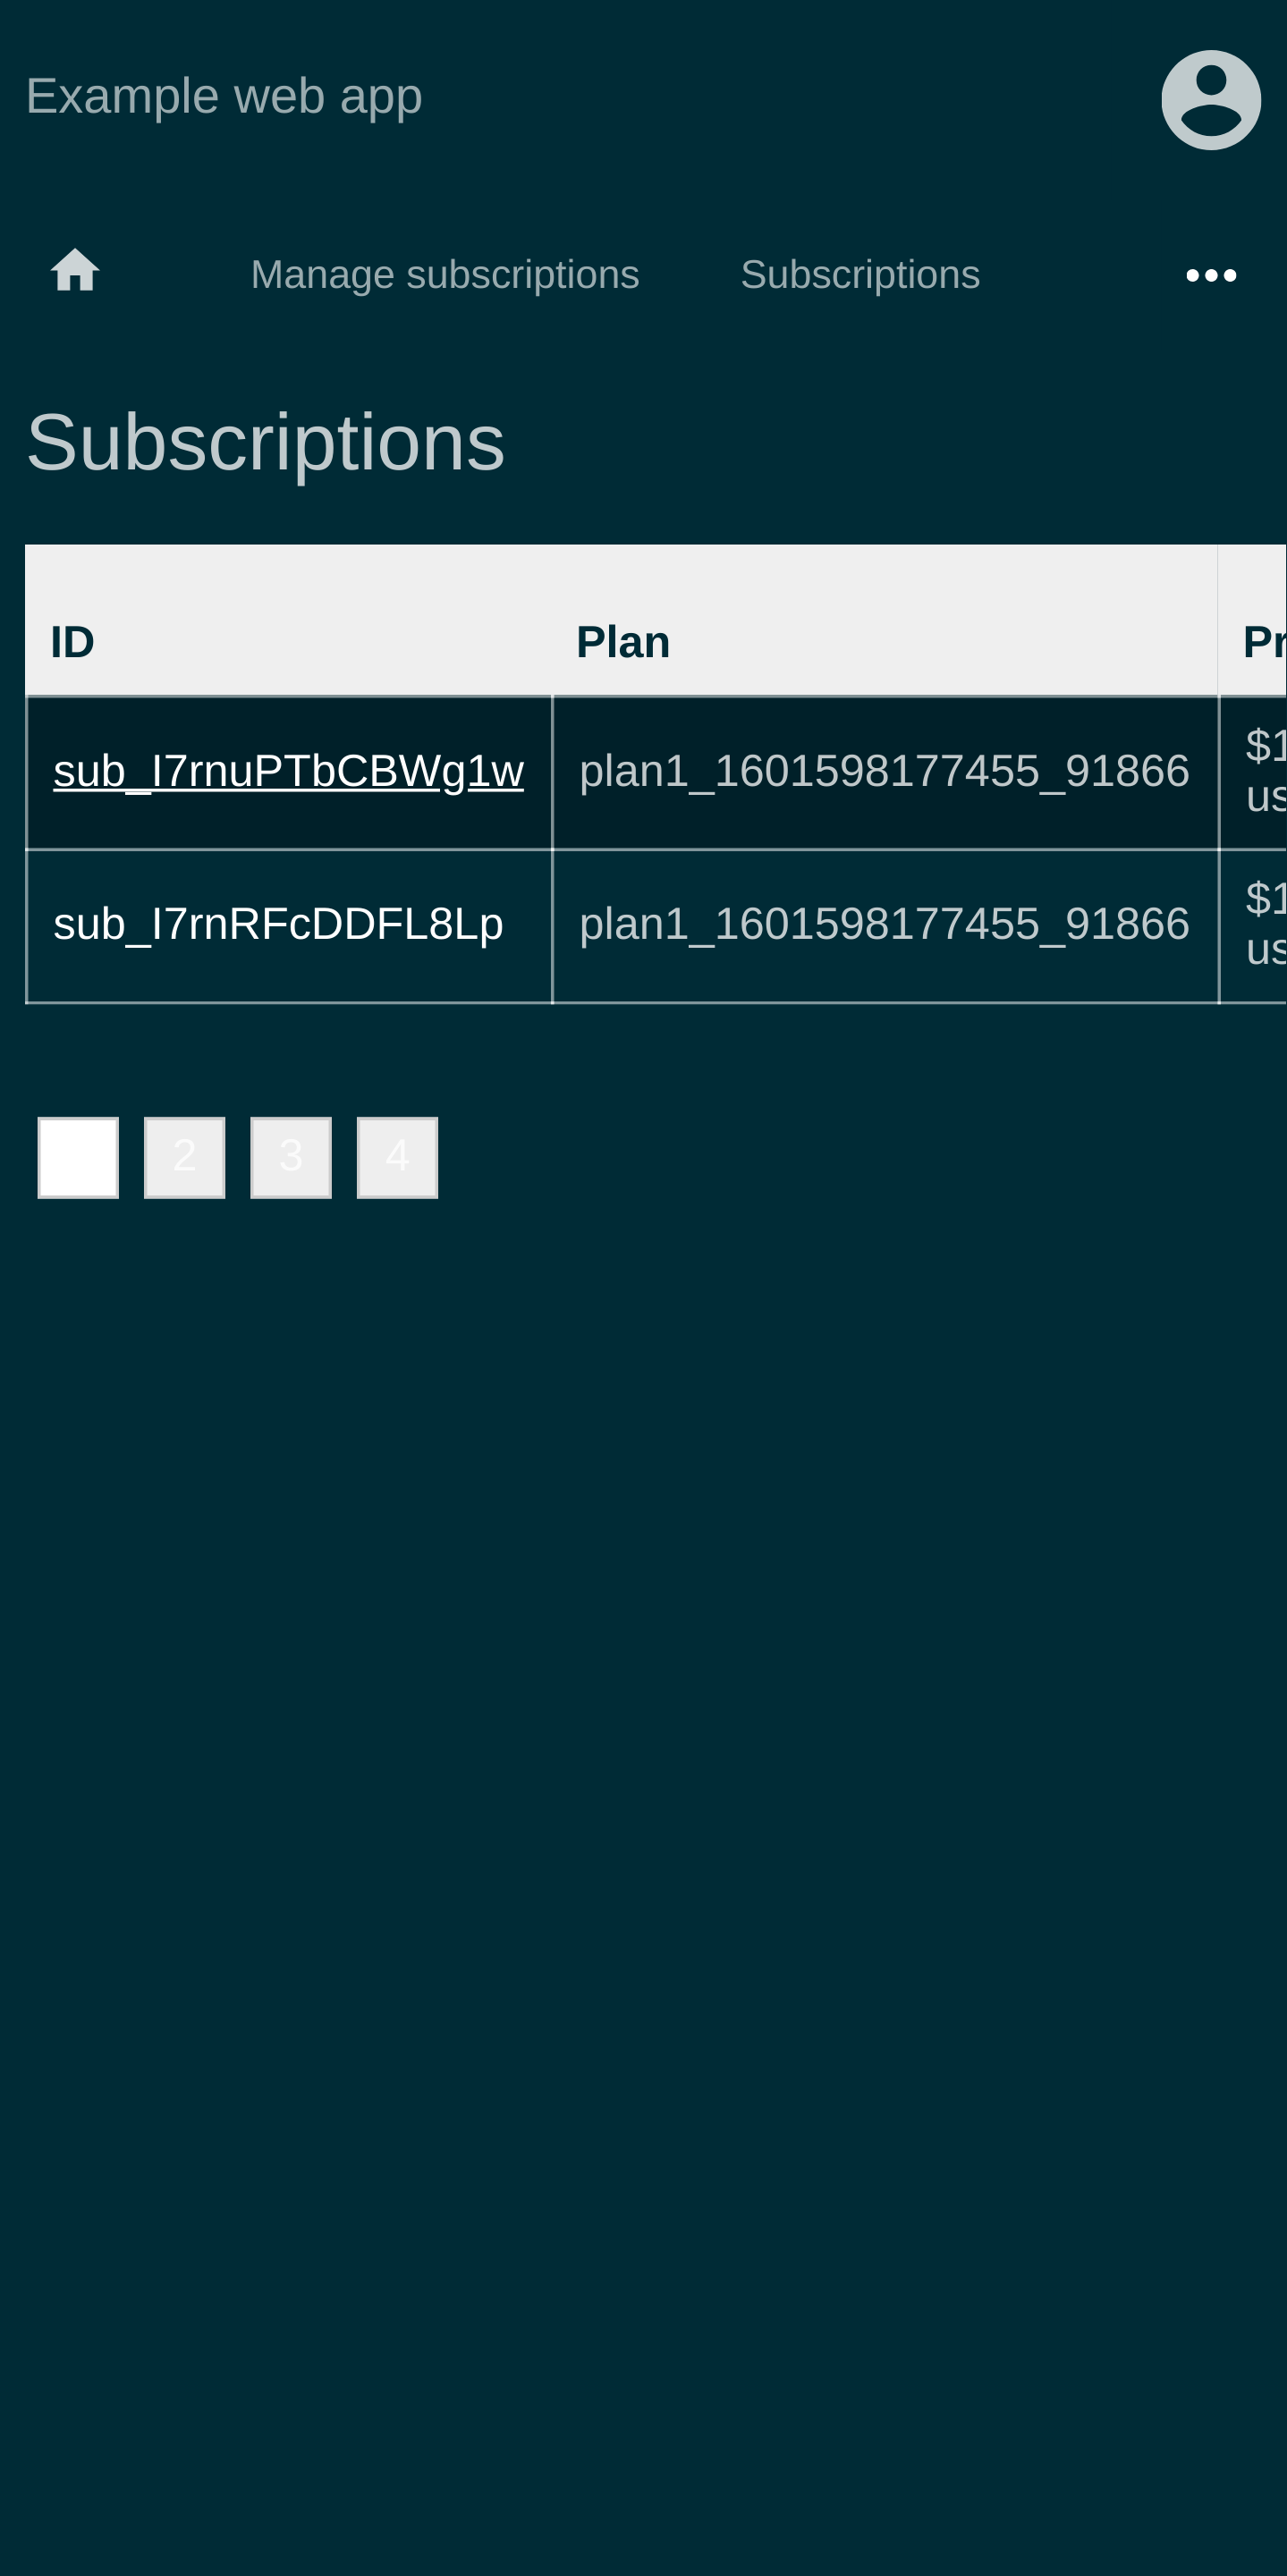 Example web app
Manage subscriptions Subscriptions
Subscriptions
ID Plan
sub_I7rnuPTbCBWg1w plan1_1601598177455_91866 $1
us
sub_I7rnRFcDDFL8Lp plan1_1601598177455_91866 $1
us
2 3 4